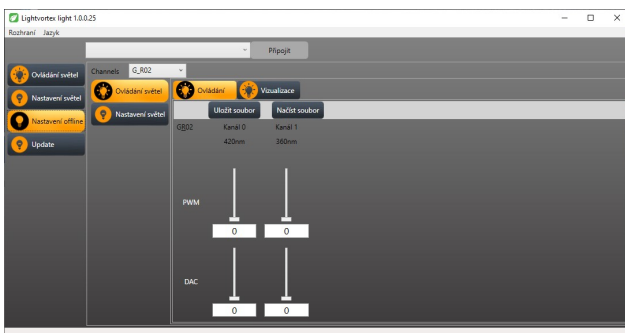 Lightvortex light 1.0.0.25
Rozhraní Jazyk
Připojit
Ovládání světel
Nastavení světel
Nastavení offline
Update
Channels G_R02
Ovládání světel
Nastavení světel
Ovládání Vizualizace
Uložit soubor Načíst soubor
GR02 Kanál 0 Kanál 1
420nm 360nm
PWM
0 0
DAC
0 0